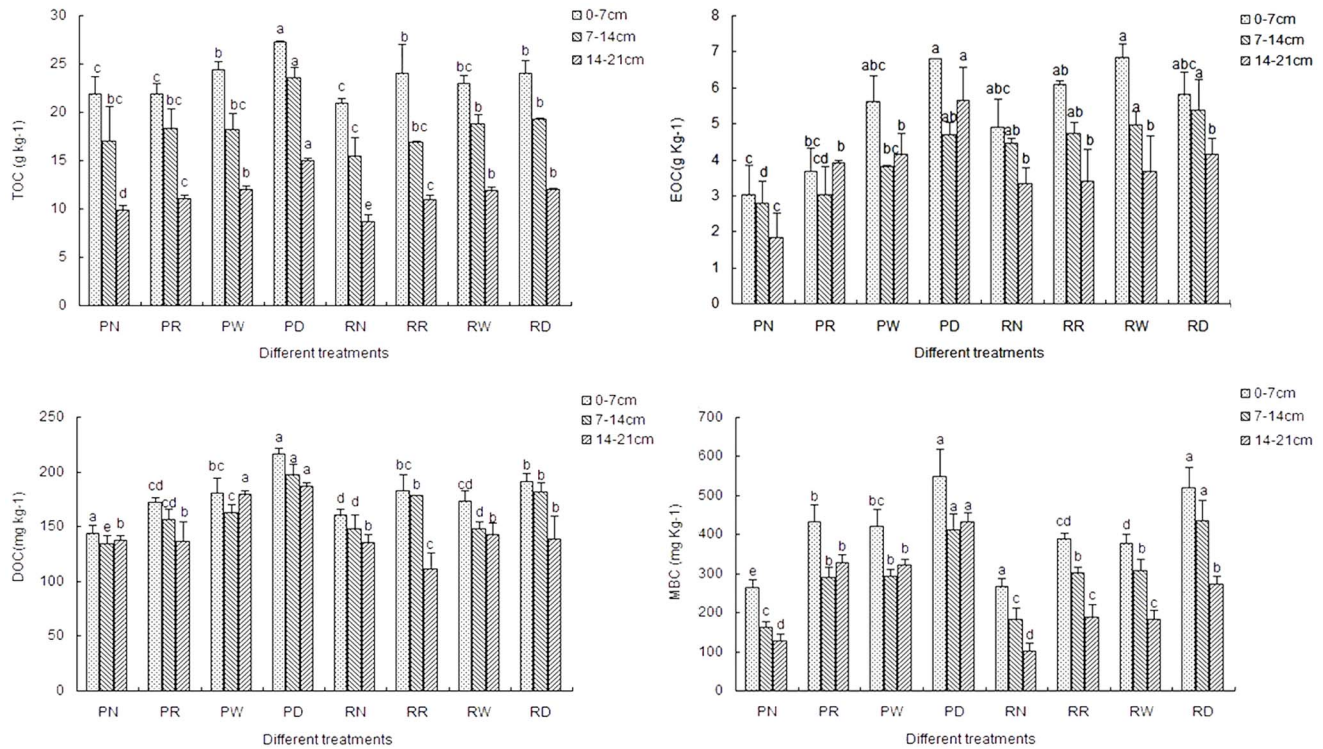 30
25
20
15
10
5
0
TOC (g kg-1)
0-7cm
7-14cm
14-21cm
c bc d
c bc c
b bc b
a a a
c bc e
b bc c
b b b
b b b
PN PR PW PD RN RR RW RD
Different treatments
8
7
6
5
4
3
2
1
0
EOC(g Kg-1)
0-7cm
7-14cm
14-21cm
c d c
bc cd b
abc bc b
a ab a
abc ab b
ab ab b
a a b
abc a b
PN PR PW PD RN RR RW RD
Different treatments
250
200
150
100
50
0
DOC(mg kg-1)
0-7cm
7-14cm
14-21cm
a e b
cd cd b
bc c a
a a a
d d b
bc b c
cd d b
b b b
PN PR PW PD RN RR RW RD
Different treatments
700
600
500
400
300
200
100
0
MBC (mg Kg-1)
0-7cm
7-14cm
14-21cm
e c d
b b b
bc b b
a a a
a c d
cd b c
d b c
a a b
PN PR PW PD RN RR RW RD
Different treatments